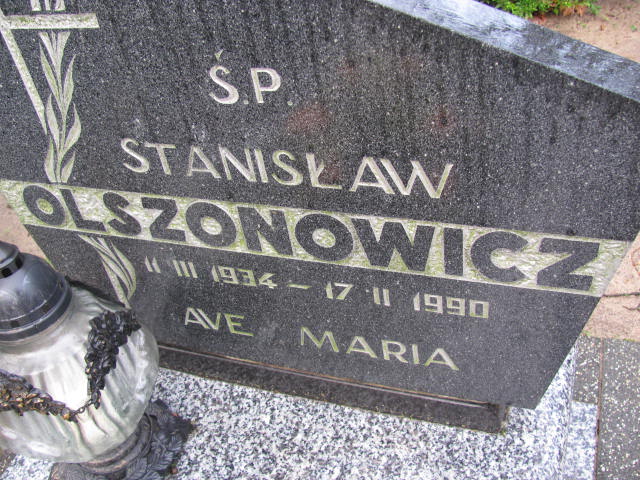 Ś.P.
STANISŁAW
OLSZONOWICZ
11 III 1934 – 17 II 1990
AVE MARIA